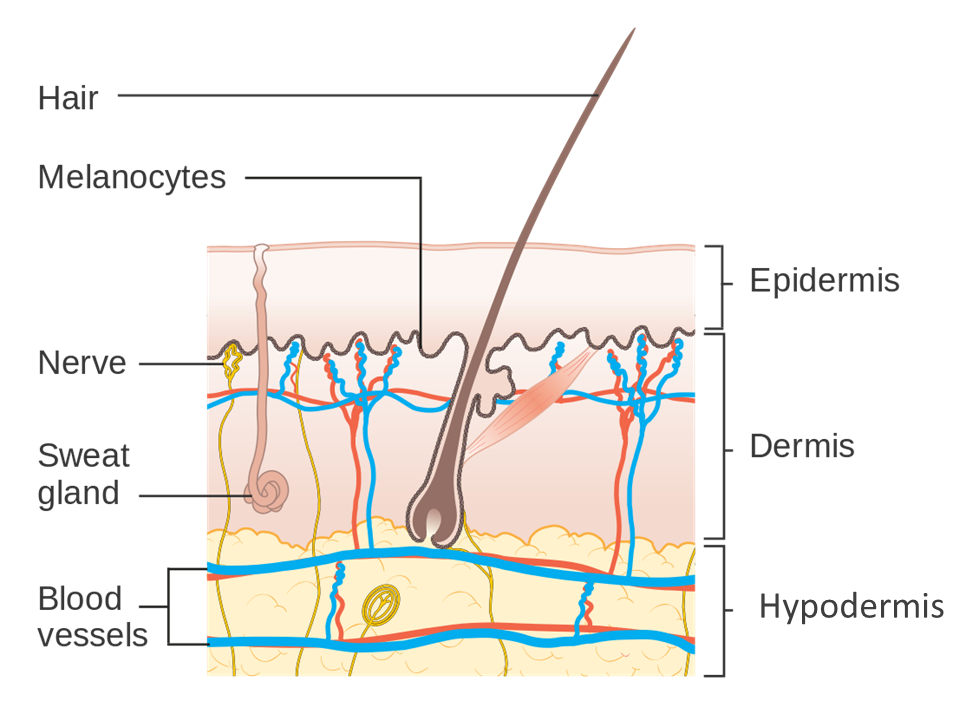 Hair
Melanocytes
Epidermis
Nerve
Dermis
Sweat
gland
Hypodermis
Blood
vessels